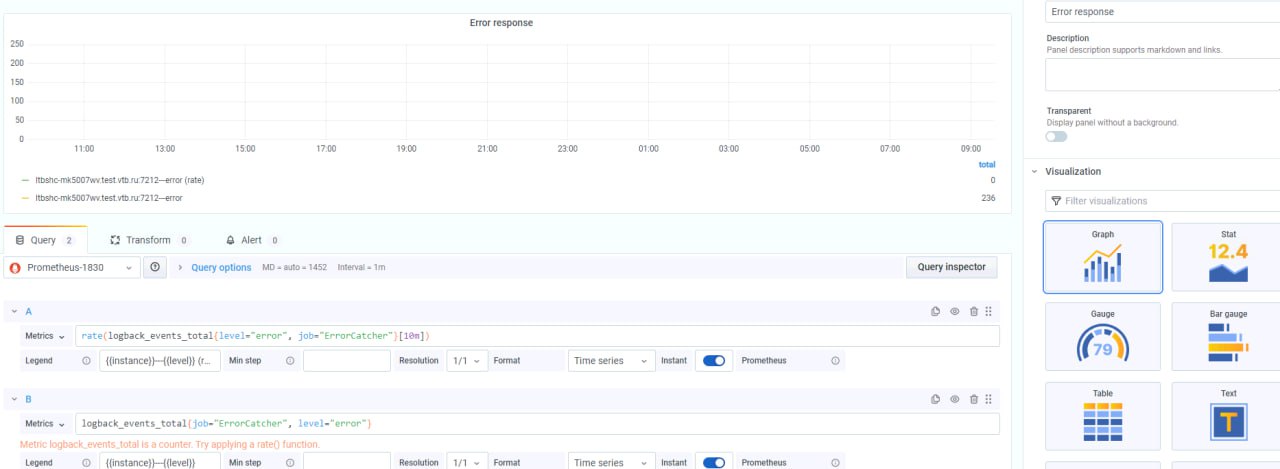 Error response
250
200
150
100
50
0
11:00 13:00 15:00 17:00 19:00 21:00 23:00 01:00 03:00 05:00 07:00 09:00
total
ltbshc-mk5007wv.test.vtb.ru:7212—error (rate) 0
ltbshc-mk5007wv.test.vtb.ru:7212—error 236
Query 2 Transform 0 Alert 0
Prometheus-1830 Query options MD = auto = 1452 Interval = 1m Query inspector
A
Metrics rate(logback_events_total{level="error", job="ErrorCatcher"}[10m])
Legend {{instance}}—{{level}} (r... Min step Resolution 1/1 Format Time series Instant Prometheus
B
Metrics logback_events_total{job="ErrorCatcher", level="error"}
Metric logback_events_total is a counter. Try applying a rate() function.
Legend {{instance}}—{{level}} Min step Resolution 1/1 Format Time series Instant Prometheus
Error response
Description
Panel description supports markdown and links.
Transparent
Display panel without a background.
Visualization
Filter visualizations
Graph Stat
12.4
Gauge Bar gauge
79
Table Text
T